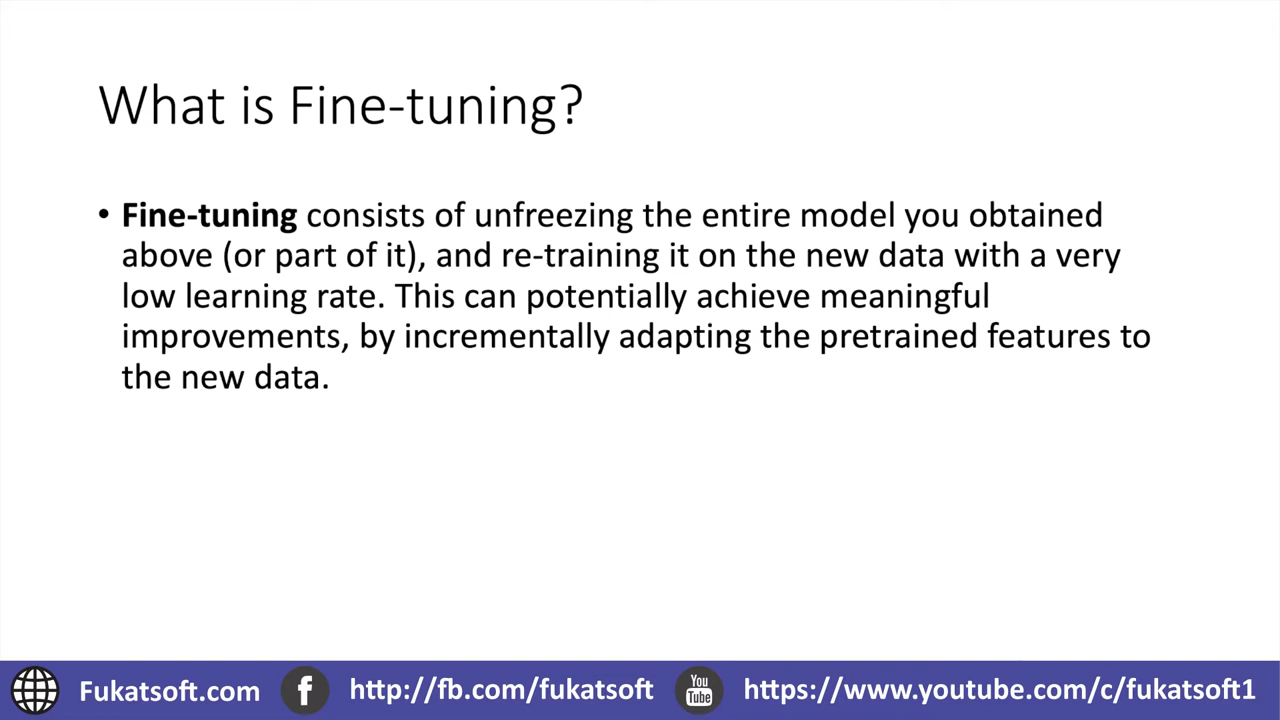 What is Fine-tuning?
• Fine-tuning consists of unfreezing the entire model you obtained
above (or part of it), and re-training it on the new data with a very
low learning rate. This can potentially achieve meaningful
improvements, by incrementally adapting the pretrained features to
the new data.
Fukatsoft.com
http://fb.com/fukatsoft
You
Tube
https://www.youtube.com/c/fukatsoft1